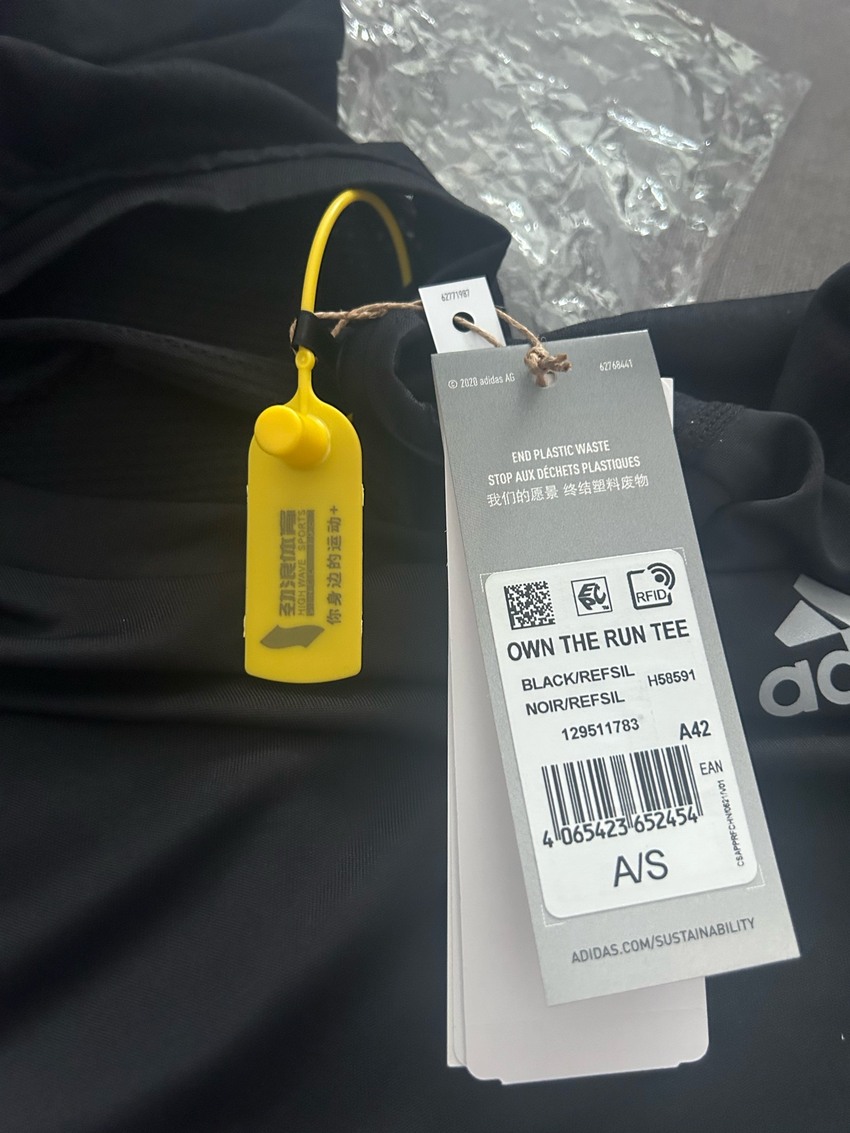 62771987
© 2020 adidas AG
62768441
END PLASTIC WASTE
STOP AUX DÉCHETS PLASTIQUES
我们的愿景 终结塑料废物
EPC
RFID
OWN THE RUN TEE
BLACK/REFSIL
NOIR/REFSIL
H58591
129511783
A42
EAN
4 065423 652454
A/S
ADIDAS.COM/SUSTAINABILITY
劲浪体育
HIGH WAVE SPORTS
你身边的运动+